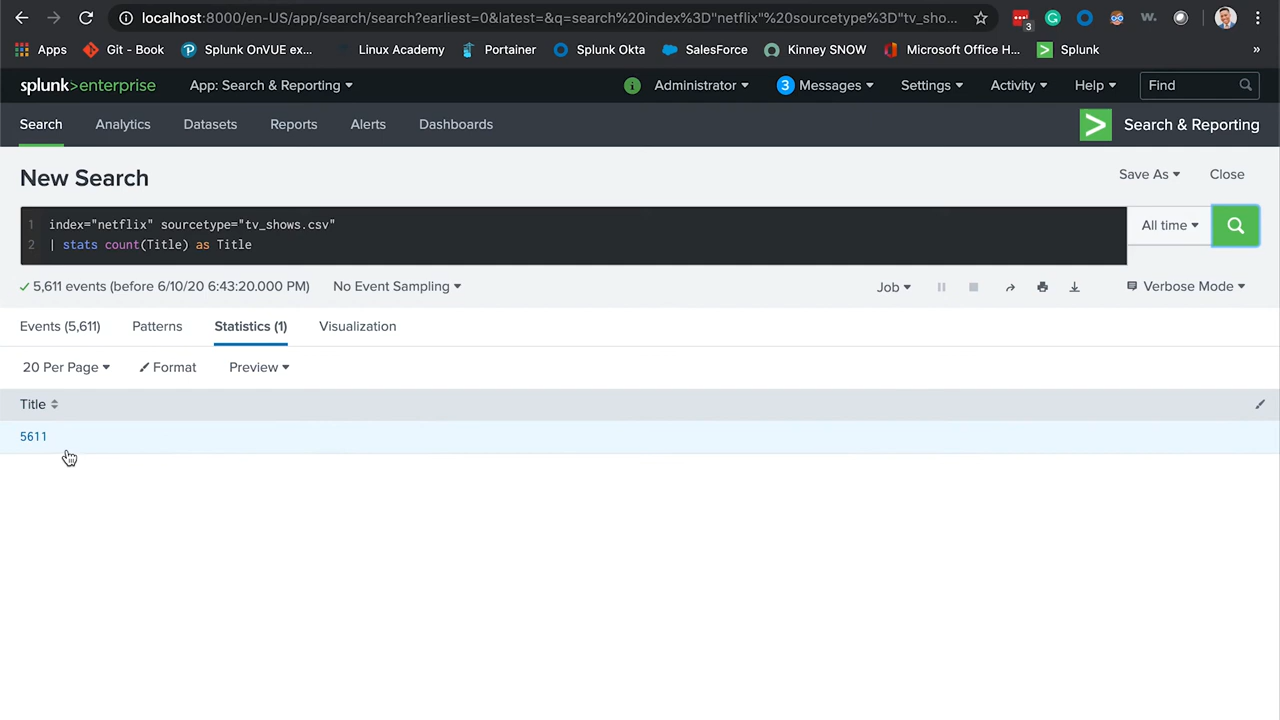 localhost:8000/en-US/app/search/search?earliest=0&latest=&q=search%20index%3D"netflix"%20sourcetype%3D"tv_sho...
3
w.
Apps Git - Book Splunk OnVUE ex... Linux Academy Portainer Splunk Okta SalesForce Kinney SNOW Microsoft Office H... Splunk »
splunk>enterprise App: Search & Reporting i Administrator 3 Messages Settings Activity Help Find
Search Analytics Datasets Reports Alerts Dashboards > Search & Reporting
New Search Save As Close
1 index="netflix" sourcetype="tv_shows.csv"
2 | stats count(Title) as Title
All time
✓ 5,611 events (before 6/10/20 6:43:20.000 PM) No Event Sampling Job Verbose Mode
Events (5,611) Patterns Statistics (1) Visualization
20 Per Page Format Preview
Title
5611